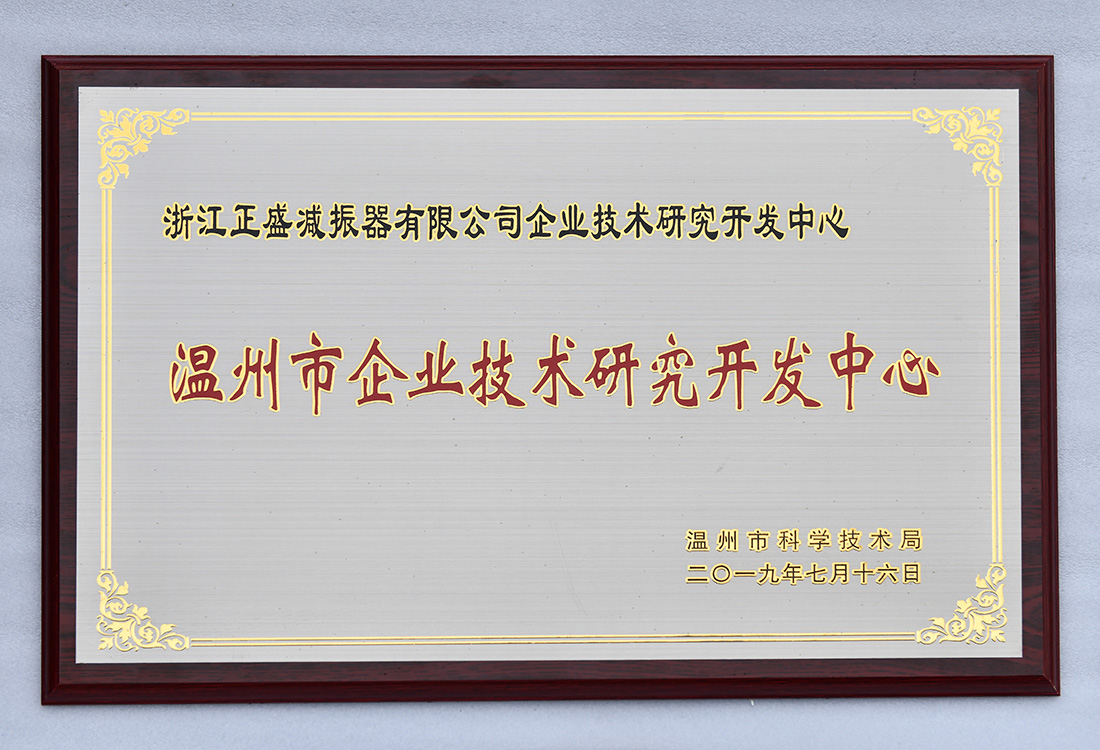 浙江正盛减振器有限公司企业技术研究开发中心
温州市企业技术研究开发中心
温州市科学技术局
二〇一九年七月十六日